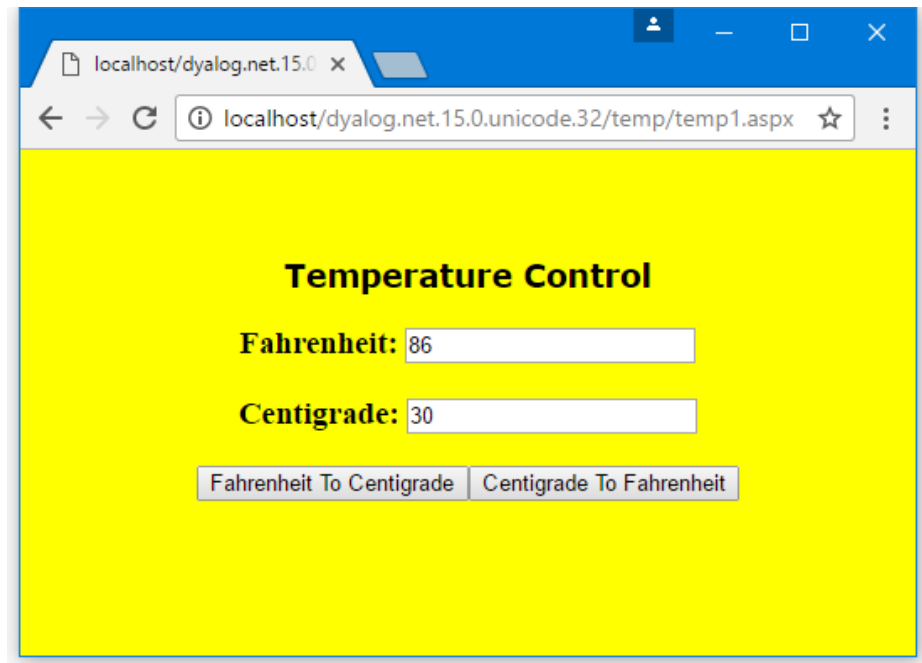 localhost/dyalog.net.15.0
localhost/dyalog.net.15.0.unicode.32/temp/temp1.aspx
Temperature Control
Fahrenheit: 86
Centigrade: 30
Fahrenheit To Centigrade Centigrade To Fahrenheit